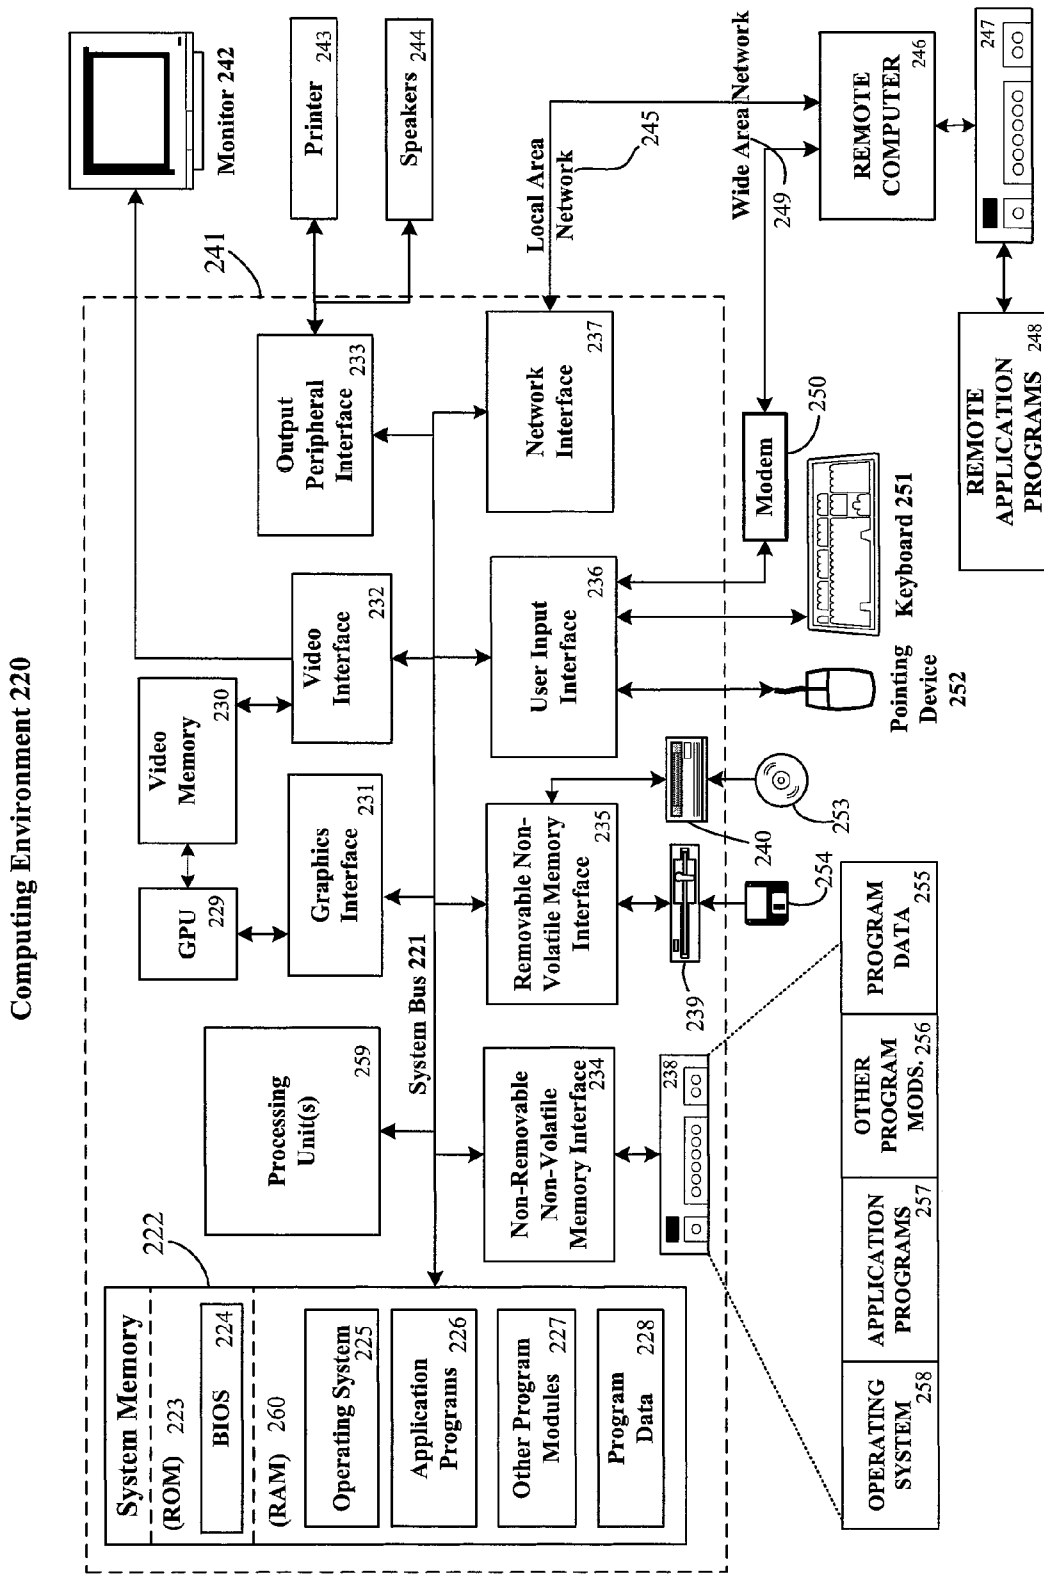 Computing Environment 220
System Memory
222
(ROM) 223
BIOS 224
(RAM) 260
Operating System
225
Application
Programs 226
Other Program
Modules 227
Program
Data 228
Processing
Unit(s)
259
System Bus 221
GPU
229
Video
Memory
230
Graphics
Interface
231
Video
Interface
232
Output
Peripheral
Interface
233
241
Monitor 242
Printer
243
Speakers
244
Non-Removable
Non-Volatile
Memory Interface
234
Removable Non-
Volatile Memory
Interface
235
User Input
Interface
236
Network
Interface
237
Local Area
Network
245
Wide Area Network
249
238
239
240
254
253
Pointing
Device
252
Keyboard 251
Modem
250
REMOTE
COMPUTER
246
247
REMOTE
APPLICATION
PROGRAMS 248
OPERATING
SYSTEM
258
APPLICATION
PROGRAMS
257
OTHER
PROGRAM
MODS. 256
PROGRAM
DATA
255